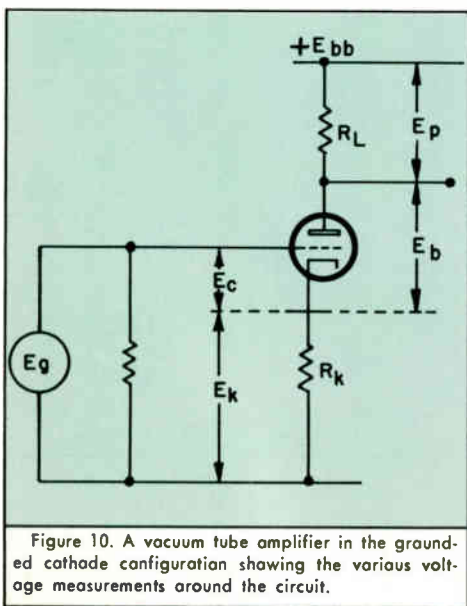 +Ebb
RL
Ep
Eb
Ec
Eg
Ek
Rk
Figure 10. A vacuum tube amplifier in the ground-
ed cathode configuration showing the various volt-
age measurements around the circuit.